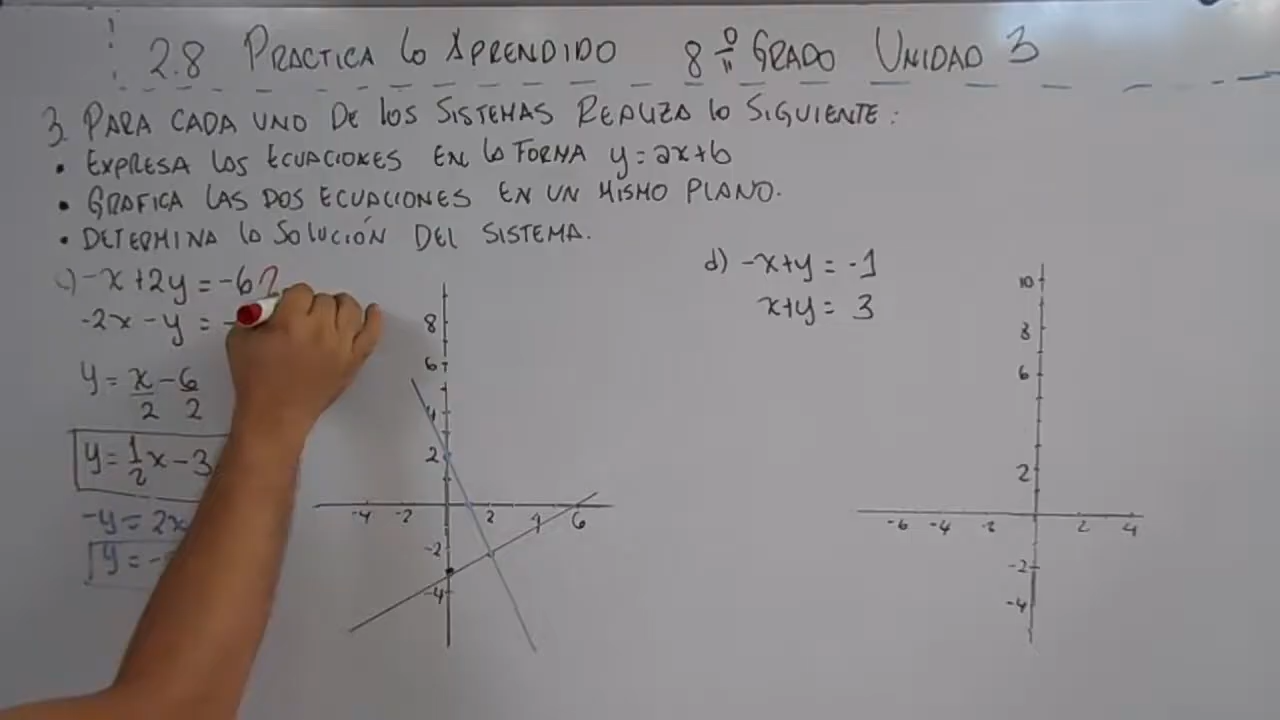 2.8 PRACTICA lo APRENDIDO 8º GRADO UNIDAD 3
3. PARA CADA UNO DE los SISTEMAS REALIZA lo SIGUIENTE:
• EXPRESA LAS ECUACIONES EN LA FORMA y = ax+b
• GRAFICA LAS DOS ECUACIONES EN UN MISMO PLANO.
• DETERMINA la SOLUCIÓN DEL SISTEMA.
c) -x+2y = -6
-2x - y = -
y = x/2 - 6/2
y = 1/2 x - 3
-y = 2x
y = -
8
6
4
2
-4 -2 2 4 6
-2
-4
d) -x+y = -1
x+y = 3
10
8
6
2
-6 -4 -2 2 4
-2
-4